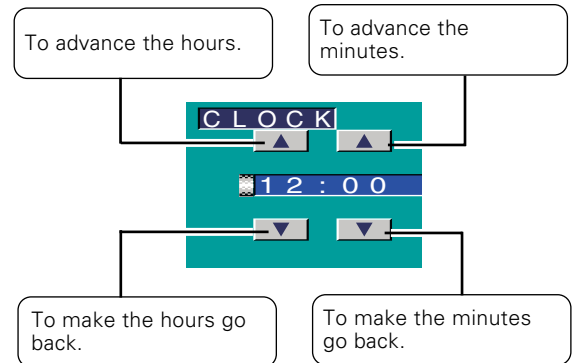 To advance the hours.
To advance the
minutes.
CLOCK
12:00
To make the hours go
back.
To make the minutes
go back.